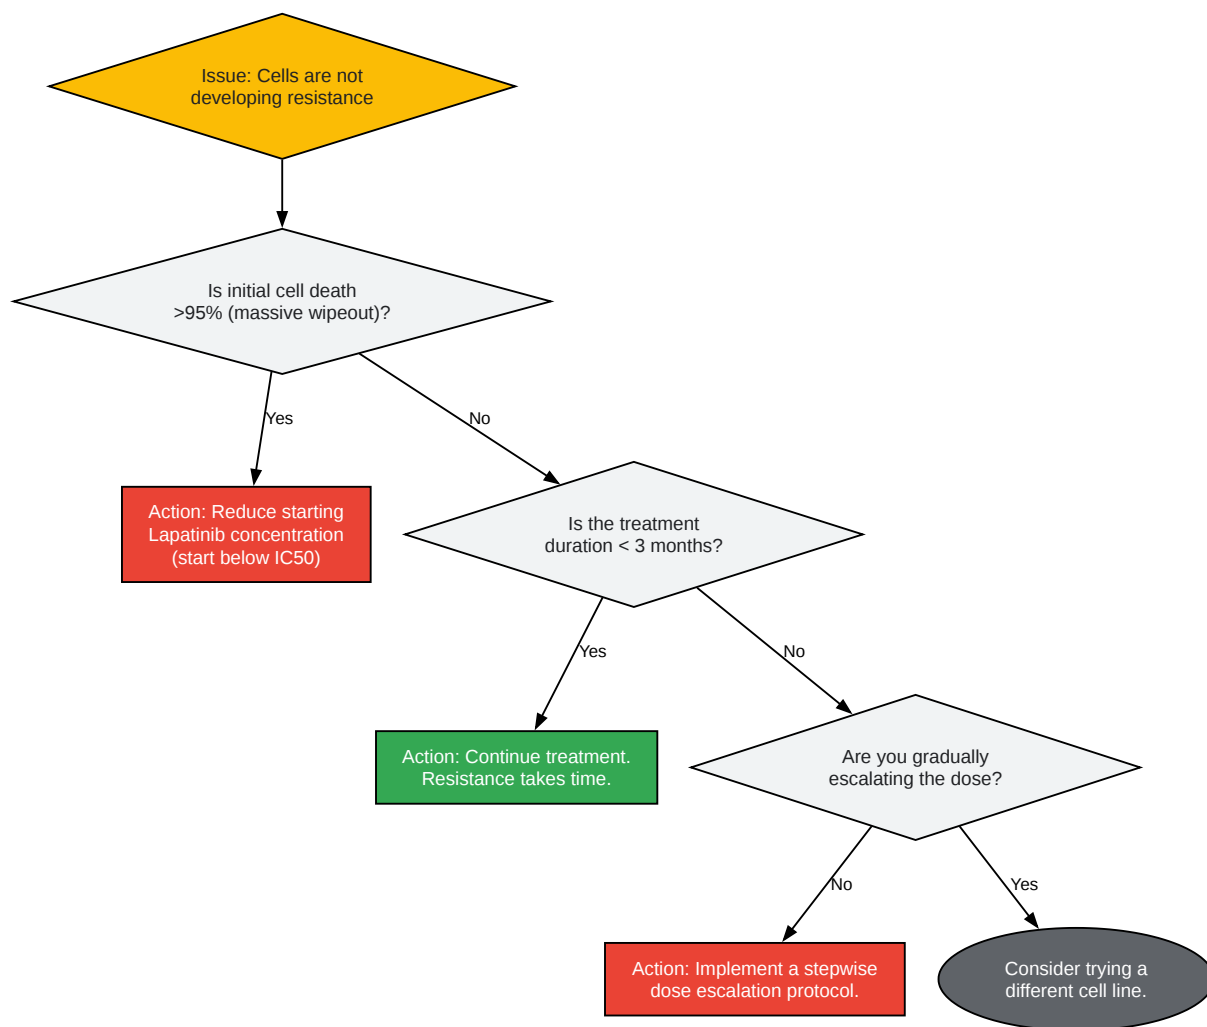 Issue: Cells are not
developing resistance
Is initial cell death
>95% (massive wipeout)?
Yes
No
Action: Reduce starting
Lapatinib concentration
(start below IC50)
Is the treatment
duration < 3 months?
Yes
No
Action: Continue treatment.
Resistance takes time.
Are you gradually
escalating the dose?
No
Yes
Action: Implement a stepwise
dose escalation protocol.
Consider trying a
different cell line.